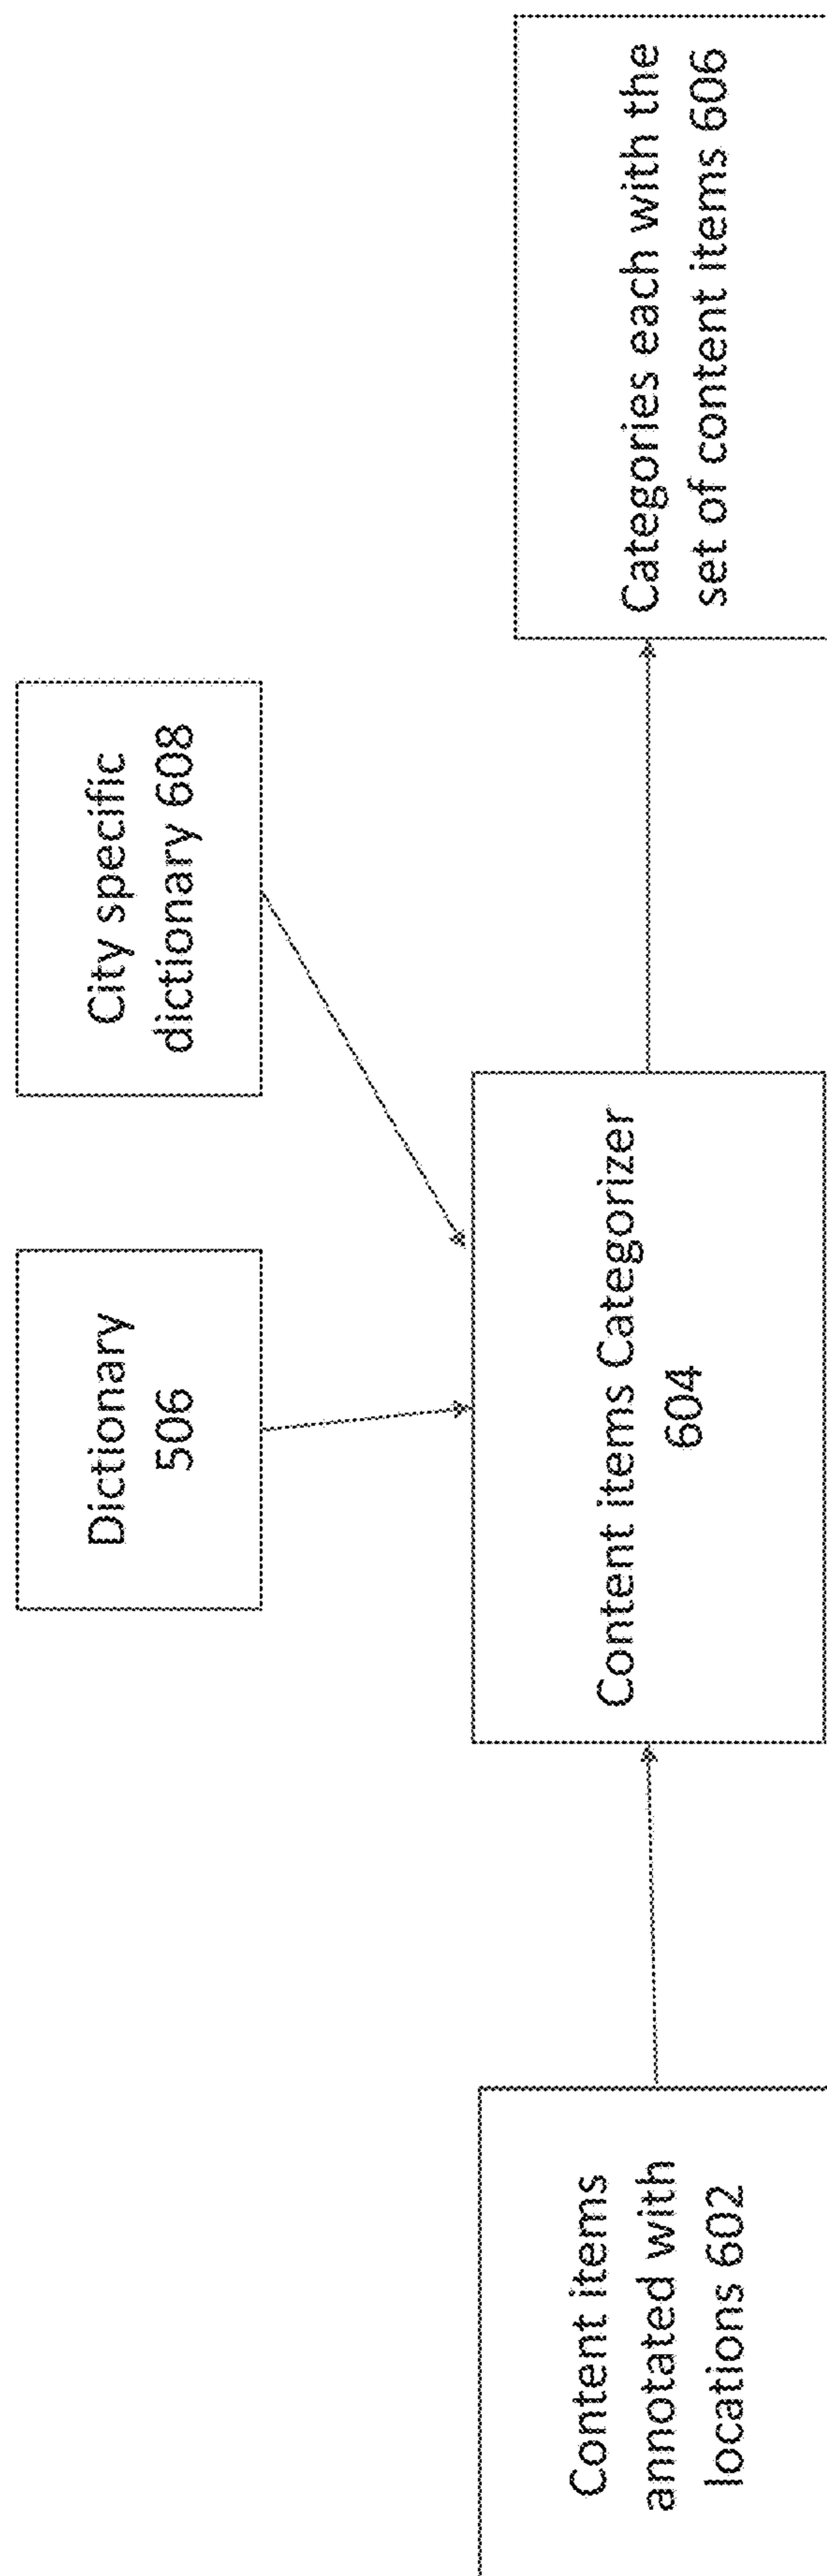 Dictionary
506
City specific
dictionary 608
Content items
annotated with
locations 602
Content items Categorizer
604
Categories each with the
set of content items 606